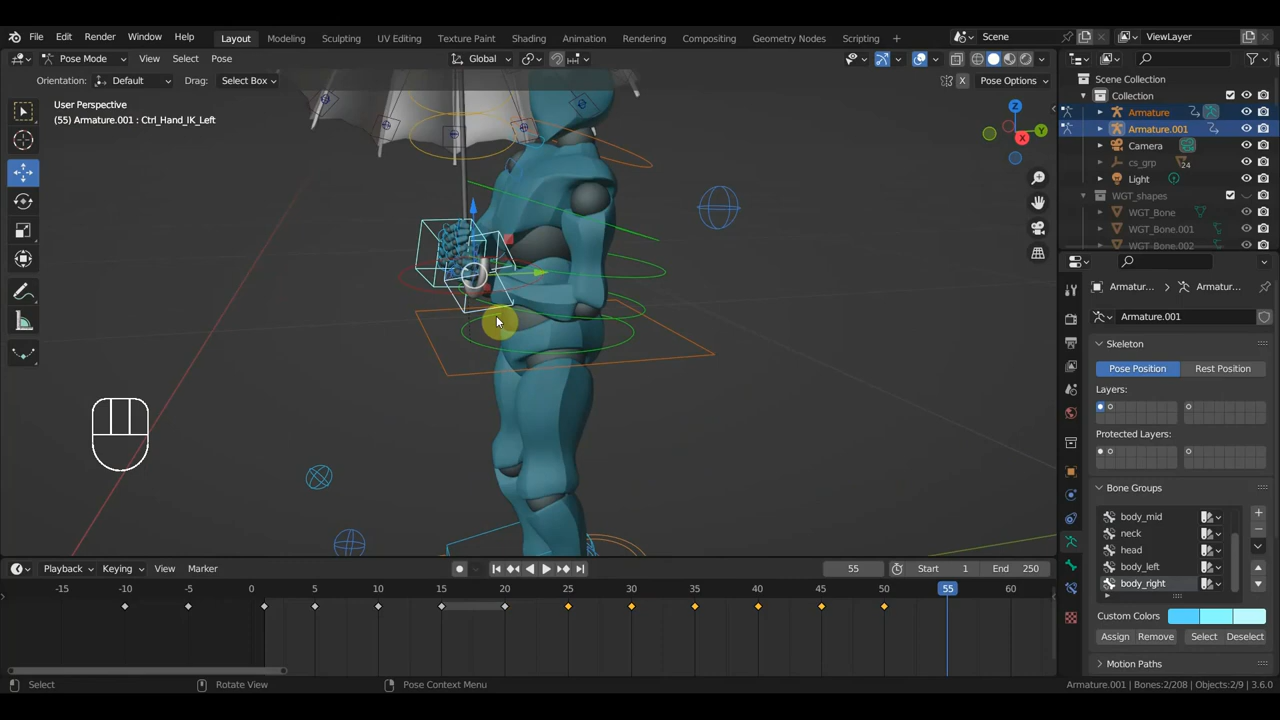 File Edit Render Window Help Layout Modeling Sculpting UV Editing Texture Paint Shading Animation Rendering Compositing Geometry Nodes Scripting + Scene ViewLayer
Pose Mode View Select Pose Global
Orientation: Default Drag: Select Box X Pose Options
User Perspective
(55) Armature.001 : Ctrl_Hand_IK_Left
Z
Y
X
Scene Collection
Collection
Armature
Armature.001
Camera
cs_grp 24
Light
WGT_shapes
WGT_Bone
WGT_Bone.001
WGT_Bone.002
Armatur... Armatur...
Armature.001
Skeleton
Pose Position Rest Position
Layers:
Protected Layers:
Bone Groups
body_mid
neck
head
body_left
body_right
Custom Colors
Assign Remove Select Deselect
Motion Paths
Playback Keying View Marker 55 Start 1 End 250
-15 -10 -5 1 5 10 15 20 25 30 35 40 45 50 55 60
Select Rotate View Pose Context Menu Armature.001 | Bones:2/208 | Objects:2/9 | 3.6.0